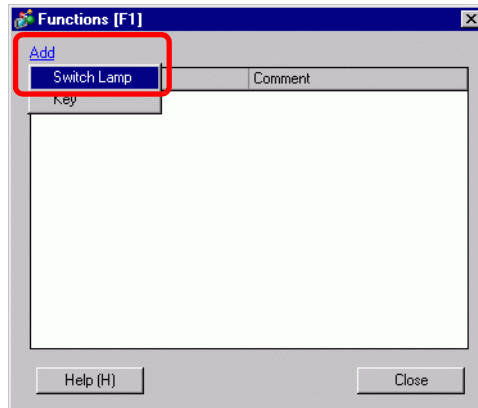 Functions [F1]
Add
Switch Lamp
Comment
Key
Help (H)
Close